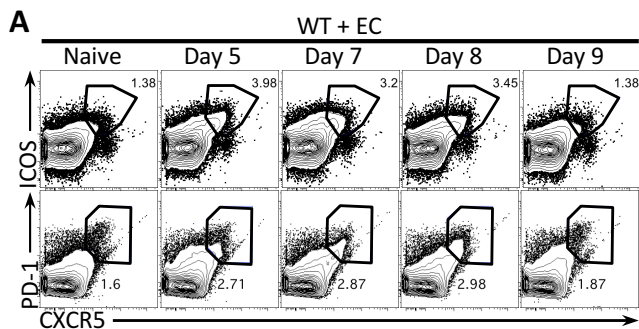 A
WT + EC
Naive Day 5 Day 7 Day 8 Day 9
1.38 3.98 3.2 3.45 1.38
ICOS
1.6 2.71 2.87 2.98 1.87
PD-1
CXCR5